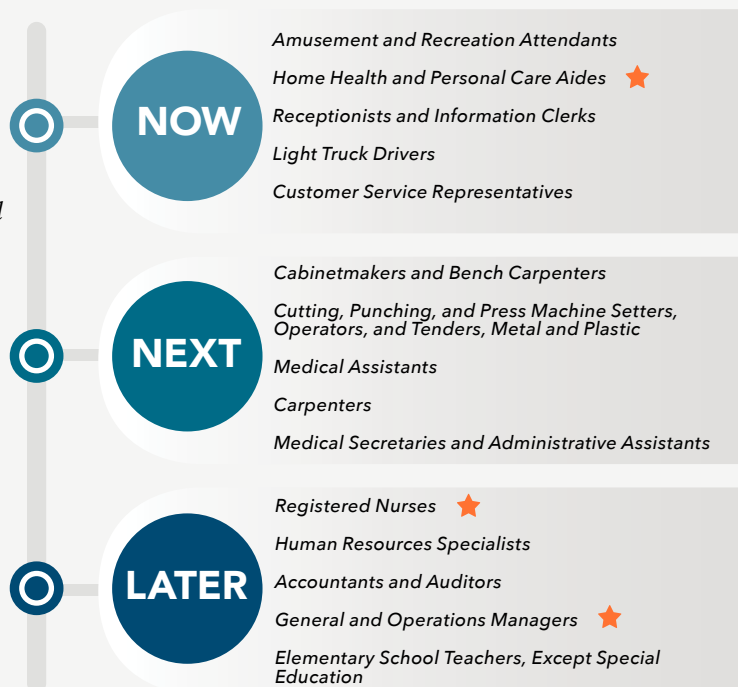 NOW
Amusement and Recreation Attendants
Home Health and Personal Care Aides
Receptionists and Information Clerks
Light Truck Drivers
Customer Service Representatives
NEXT
Cabinetmakers and Bench Carpenters
Cutting, Punching, and Press Machine Setters,
Operators, and Tenders, Metal and Plastic
Medical Assistants
Carpenters
Medical Secretaries and Administrative Assistants
LATER
Registered Nurses
Human Resources Specialists
Accountants and Auditors
General and Operations Managers
Elementary School Teachers, Except Special
Education